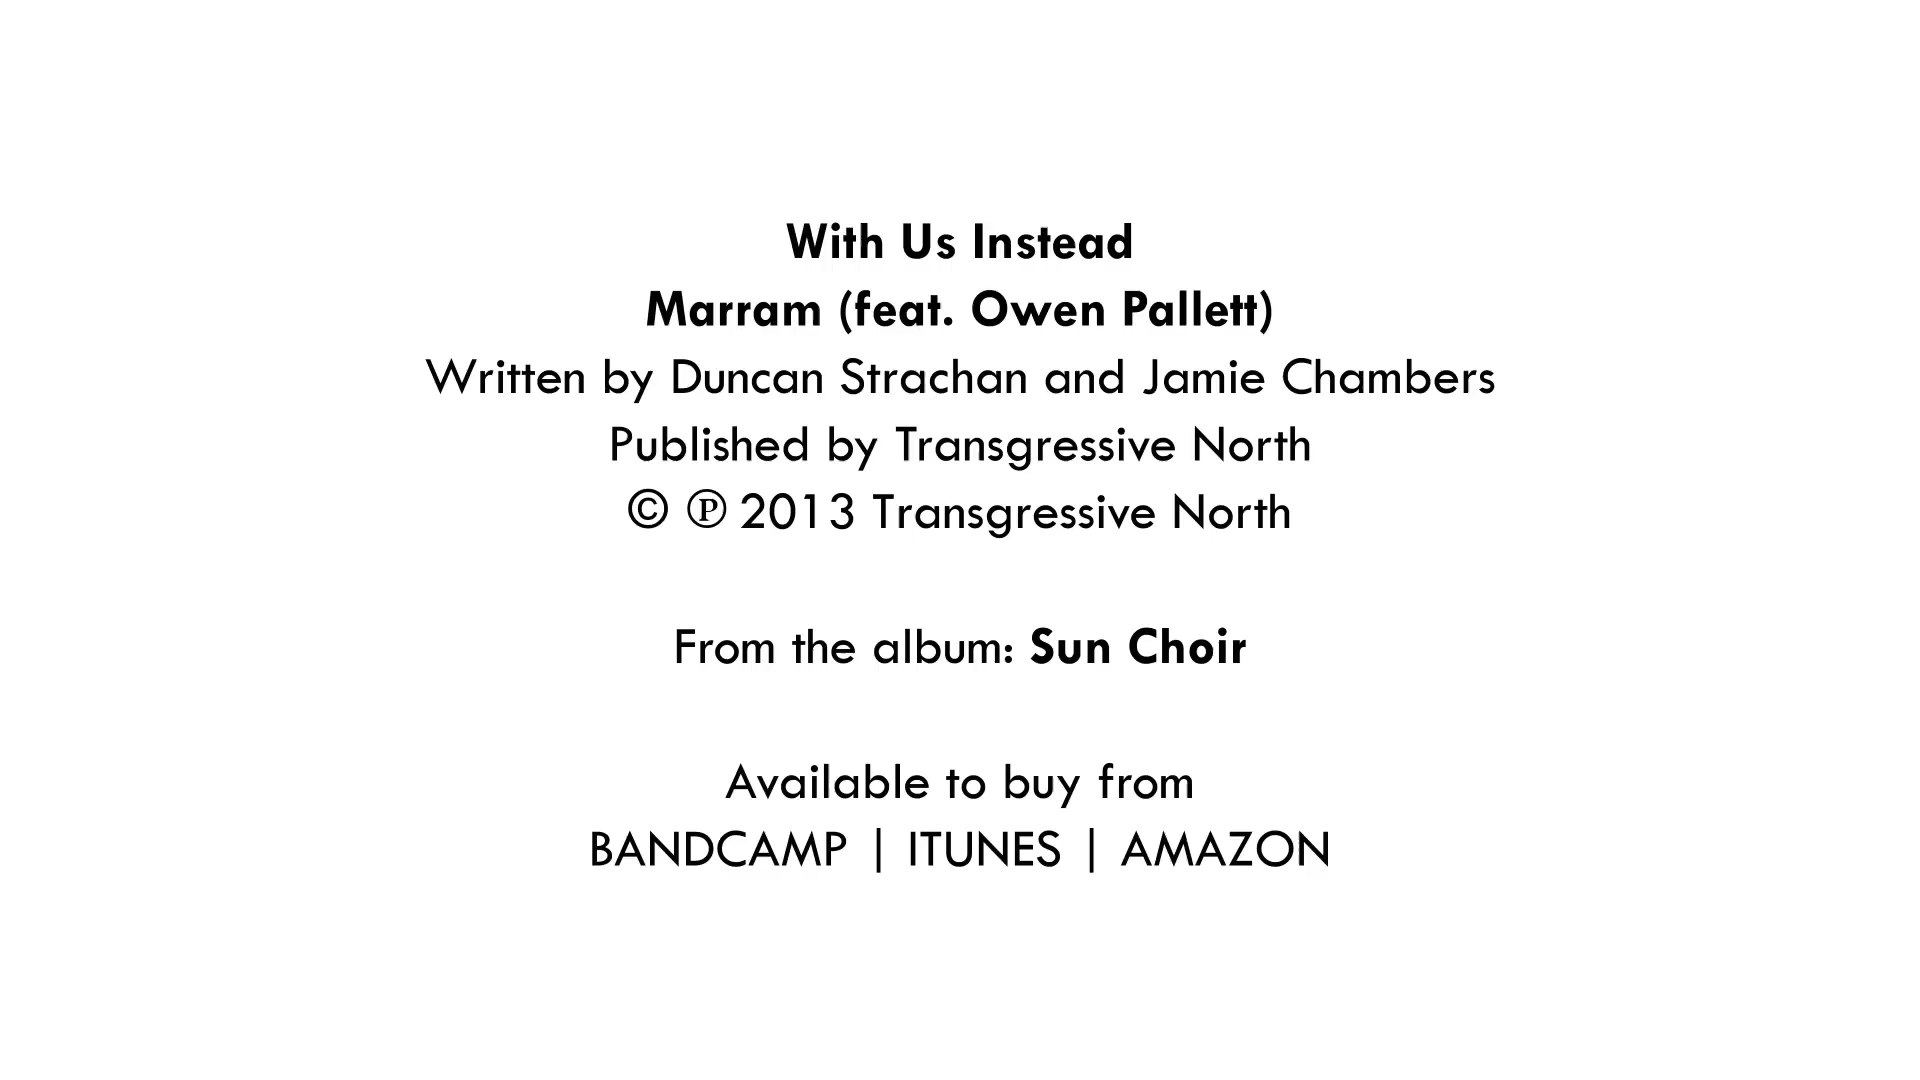 With Us Instead
Marram (feat. Owen Pallett)
Written by Duncan Strachan and Jamie Chambers
Published by Transgressive North
© ℗ 2013 Transgressive North
From the album: Sun Choir
Available to buy from
BANDCAMP | ITUNES | AMAZON